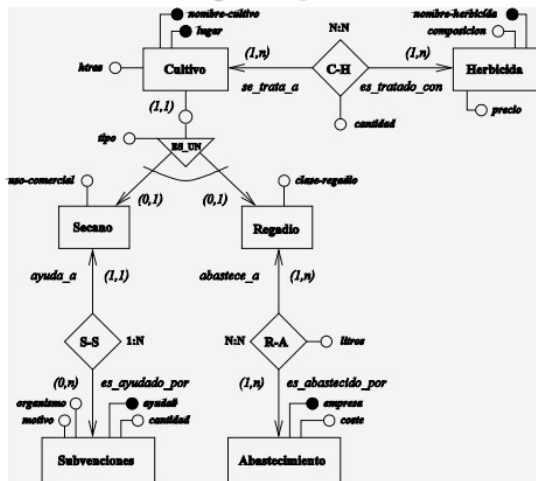 nombre-cultivo
nombre-herbicida
lugar
N:N
composicion
(1,n)
(1,n)
htras
Cultivo
C-H
Herbicida
se_trata_a
es_tratado_con
(1,1)
precio
cantidad
tipo
ES_UN
uso-comercial
clase-regadio
(0,1)
(0,1)
Secano
Regadio
ayuda_a
(1,1)
abastece_a
(1,n)
S-S
1:N
N:N
R-A
litros
(0,n)
es_ayudado_por
(1,n)
es_abastecido_por
organismo
ayuda#
empresa
motivo
cantidad
coste
Subvenciones
Abastecimiento